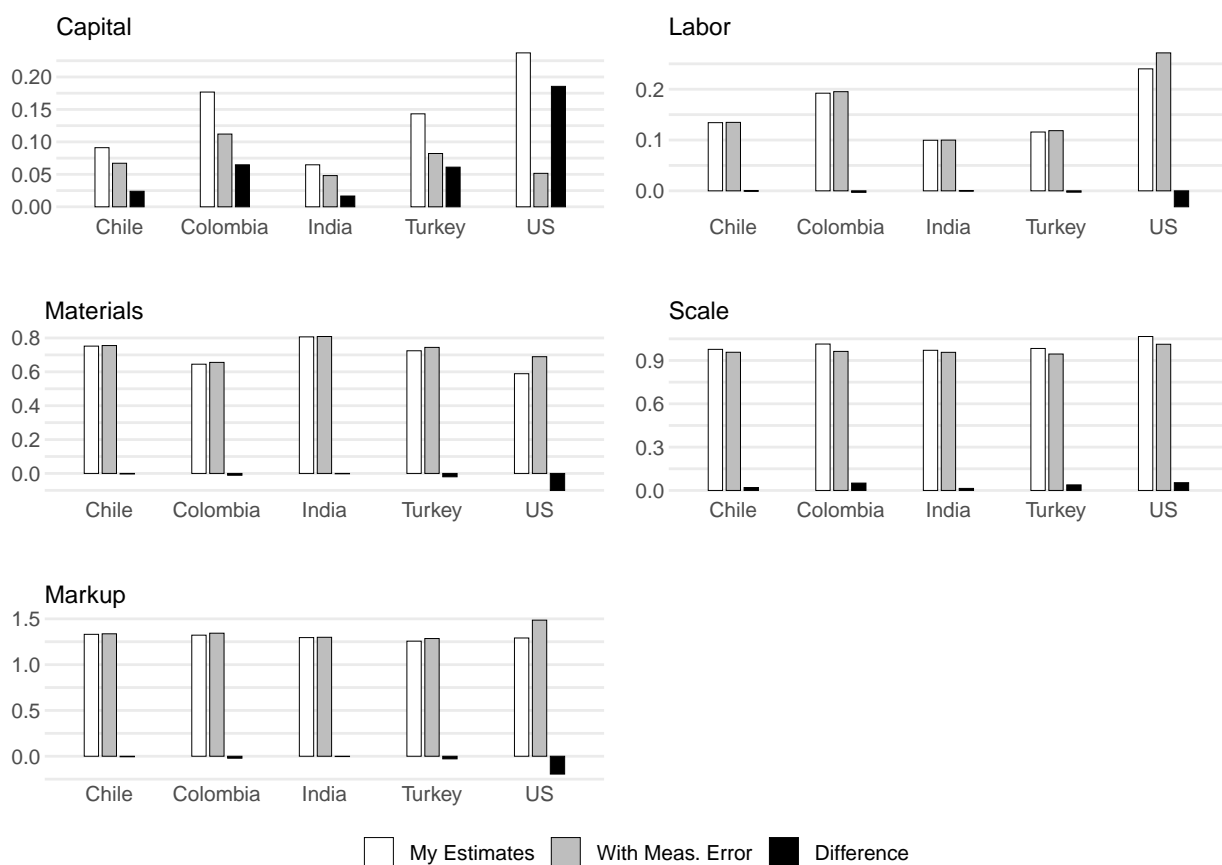 Capital
0.20
0.15
0.10
0.05
0.00
Chile Colombia India Turkey US
Labor
0.2
0.1
0.0
Chile Colombia India Turkey US
Materials
0.8
0.6
0.4
0.2
0.0
Chile Colombia India Turkey US
Scale
0.9
0.6
0.3
0.0
Chile Colombia India Turkey US
Markup
1.5
1.0
0.5
0.0
Chile Colombia India Turkey US
My Estimates With Meas. Error Difference